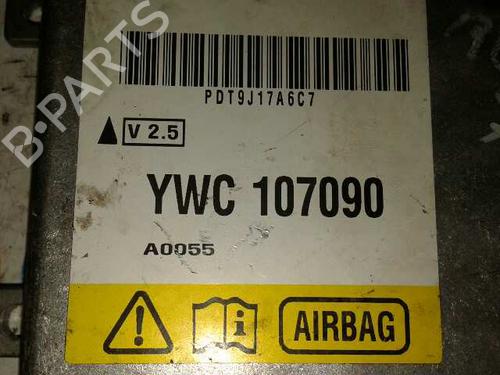 B-PARTS
PDT9J17A6C7
V 2.5
YWC 107090
A0055
AIRBAG